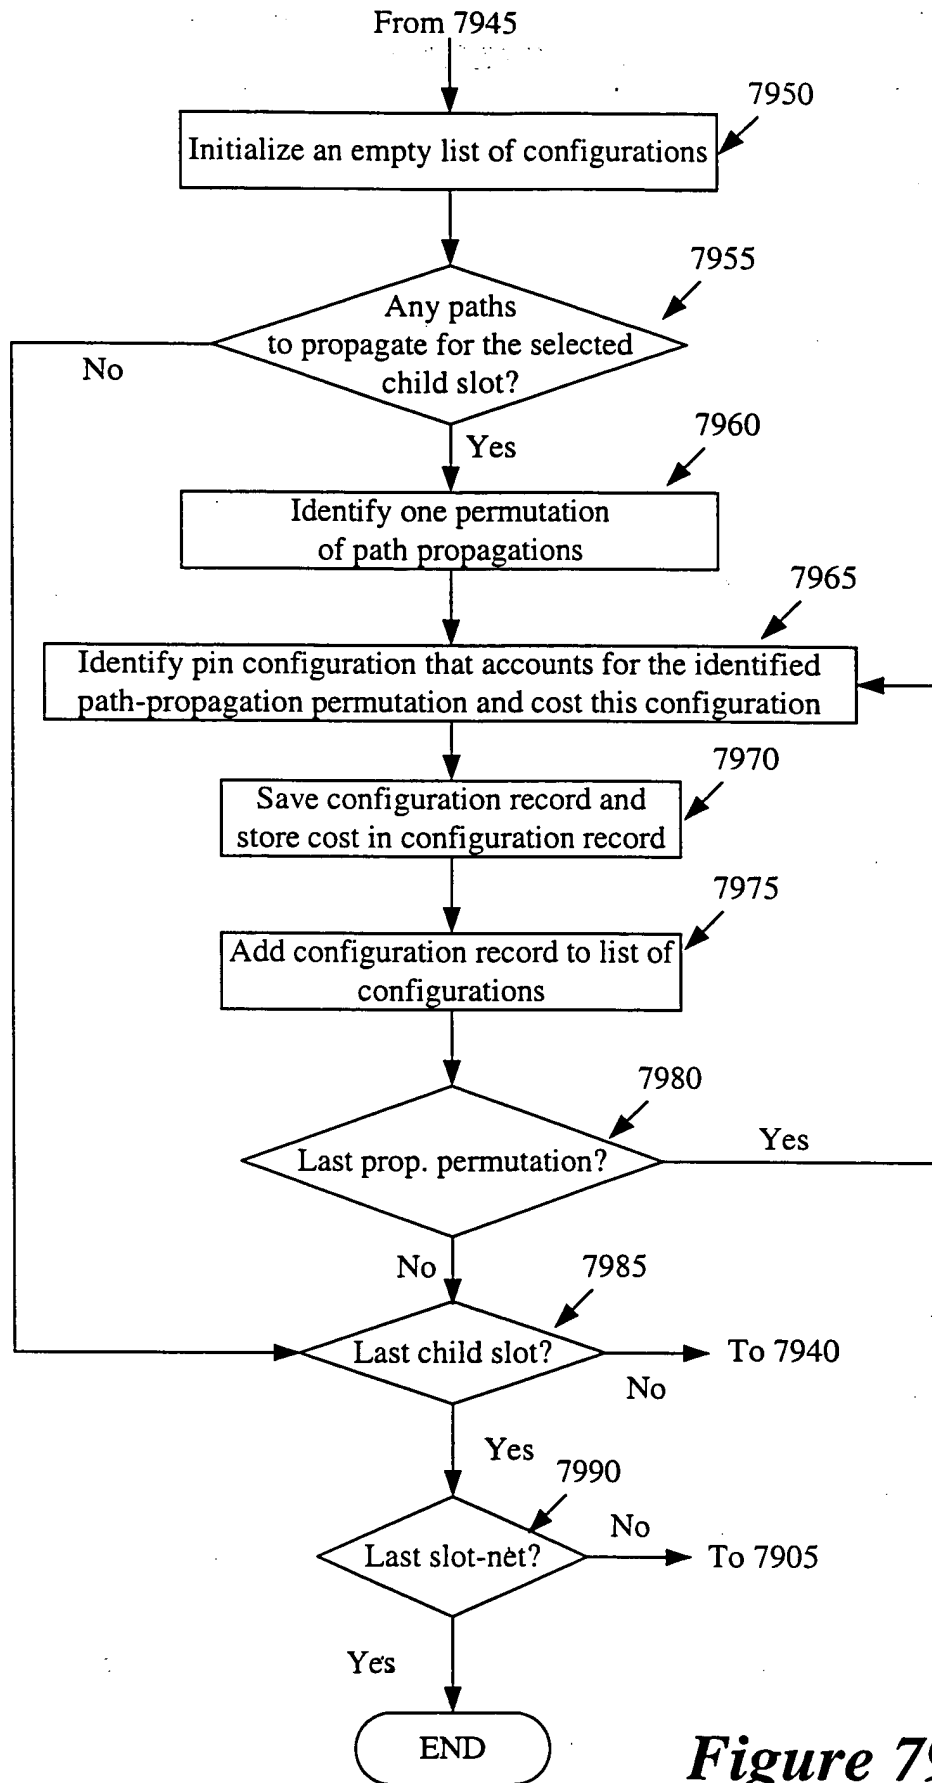 From 7945
7950
Initialize an empty list of configurations
7955
Any paths
to propagate for the selected
child slot?
No
Yes
7960
Identify one permutation
of path propagations
7965
Identify pin configuration that accounts for the identified
path-propagation permutation and cost this configuration
7970
Save configuration record and
store cost in configuration record
7975
Add configuration record to list of
configurations
7980
Last prop. permutation?
Yes
No
7985
Last child slot?
To 7940
No
Yes
7990
Last slot-net?
No
To 7905
Yes
END
Figure 79